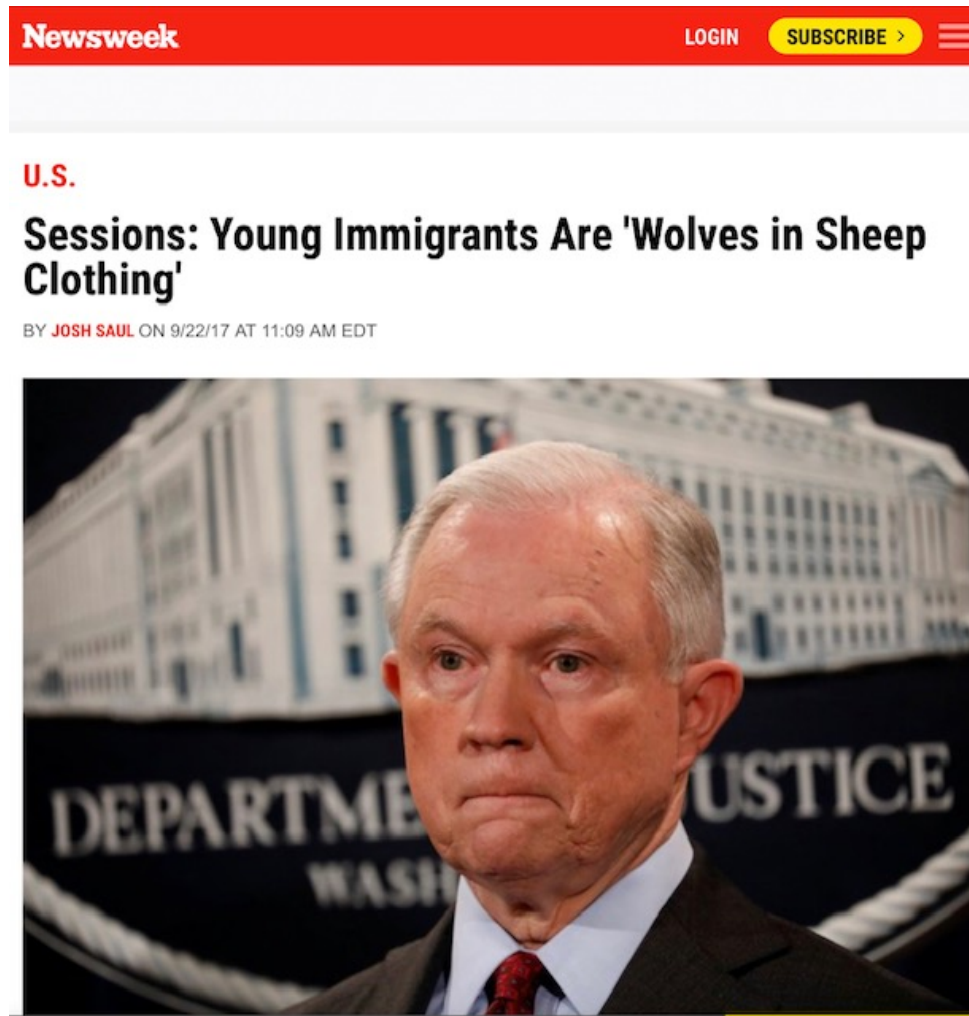 Newsweek
LOGIN
SUBSCRIBE >
U.S.
Sessions: Young Immigrants Are 'Wolves in Sheep
Clothing'
BY JOSH SAUL ON 9/22/17 AT 11:09 AM EDT
DEPARTME USTICE
WASH